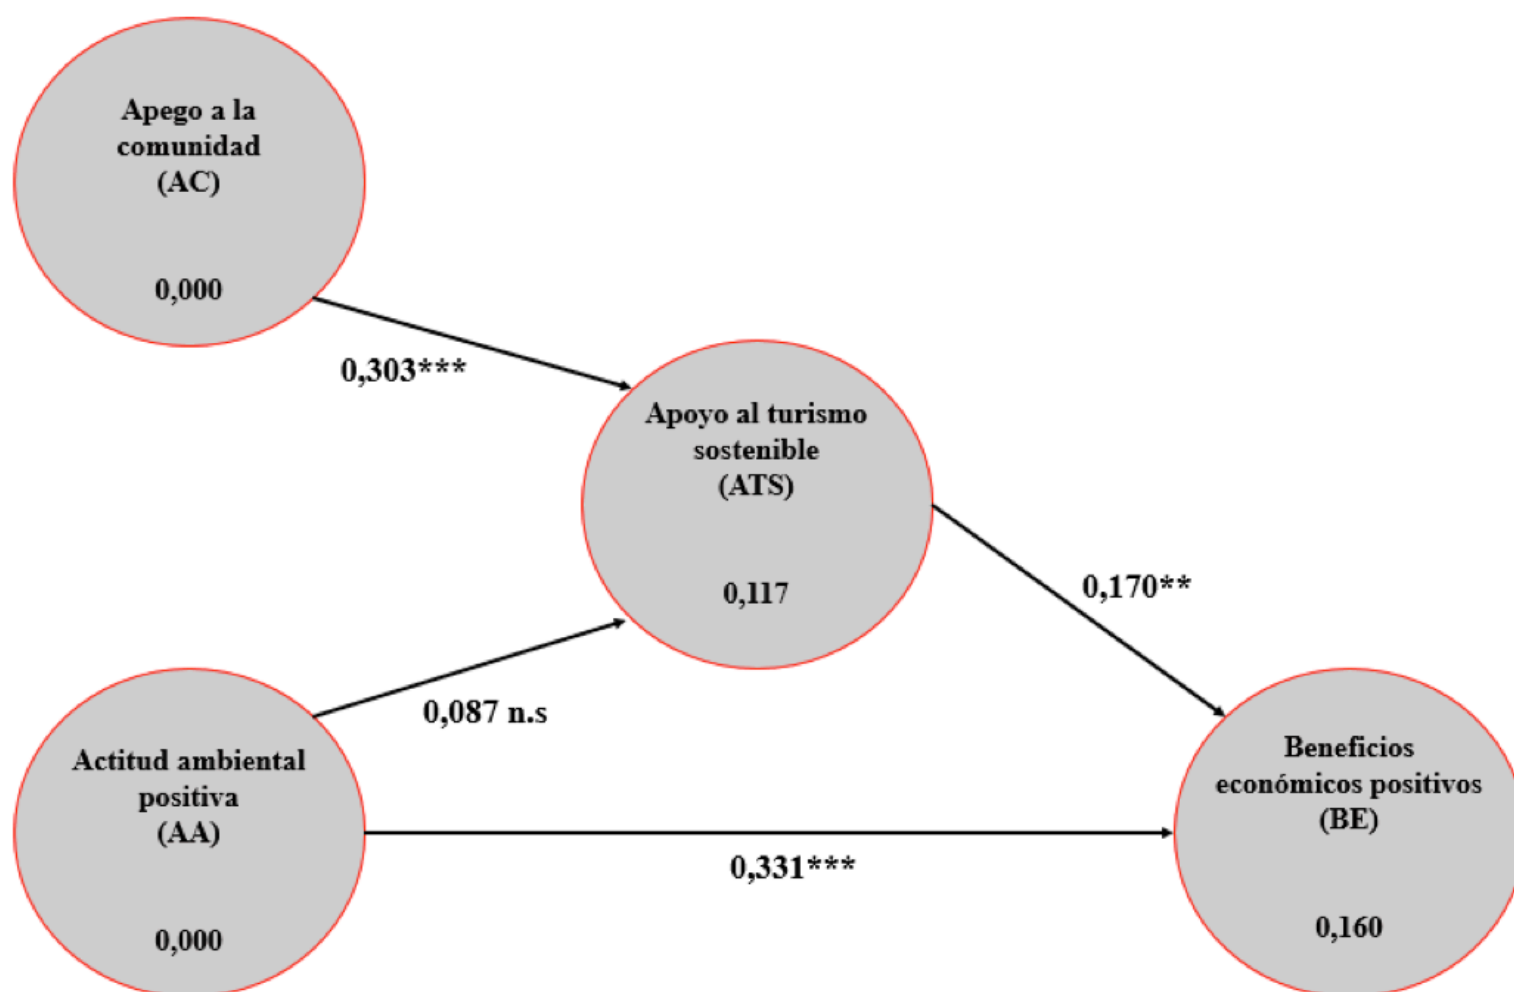 Apego a la
comunidad
(AC)
0,000
0,303***
Apoyo al turismo
sostenible
(ATS)
0,117
0,170**
0,087 n.s
Actitud ambiental
positiva
(AA)
0,000
0,331***
Beneficios
económicos positivos
(BE)
0,160